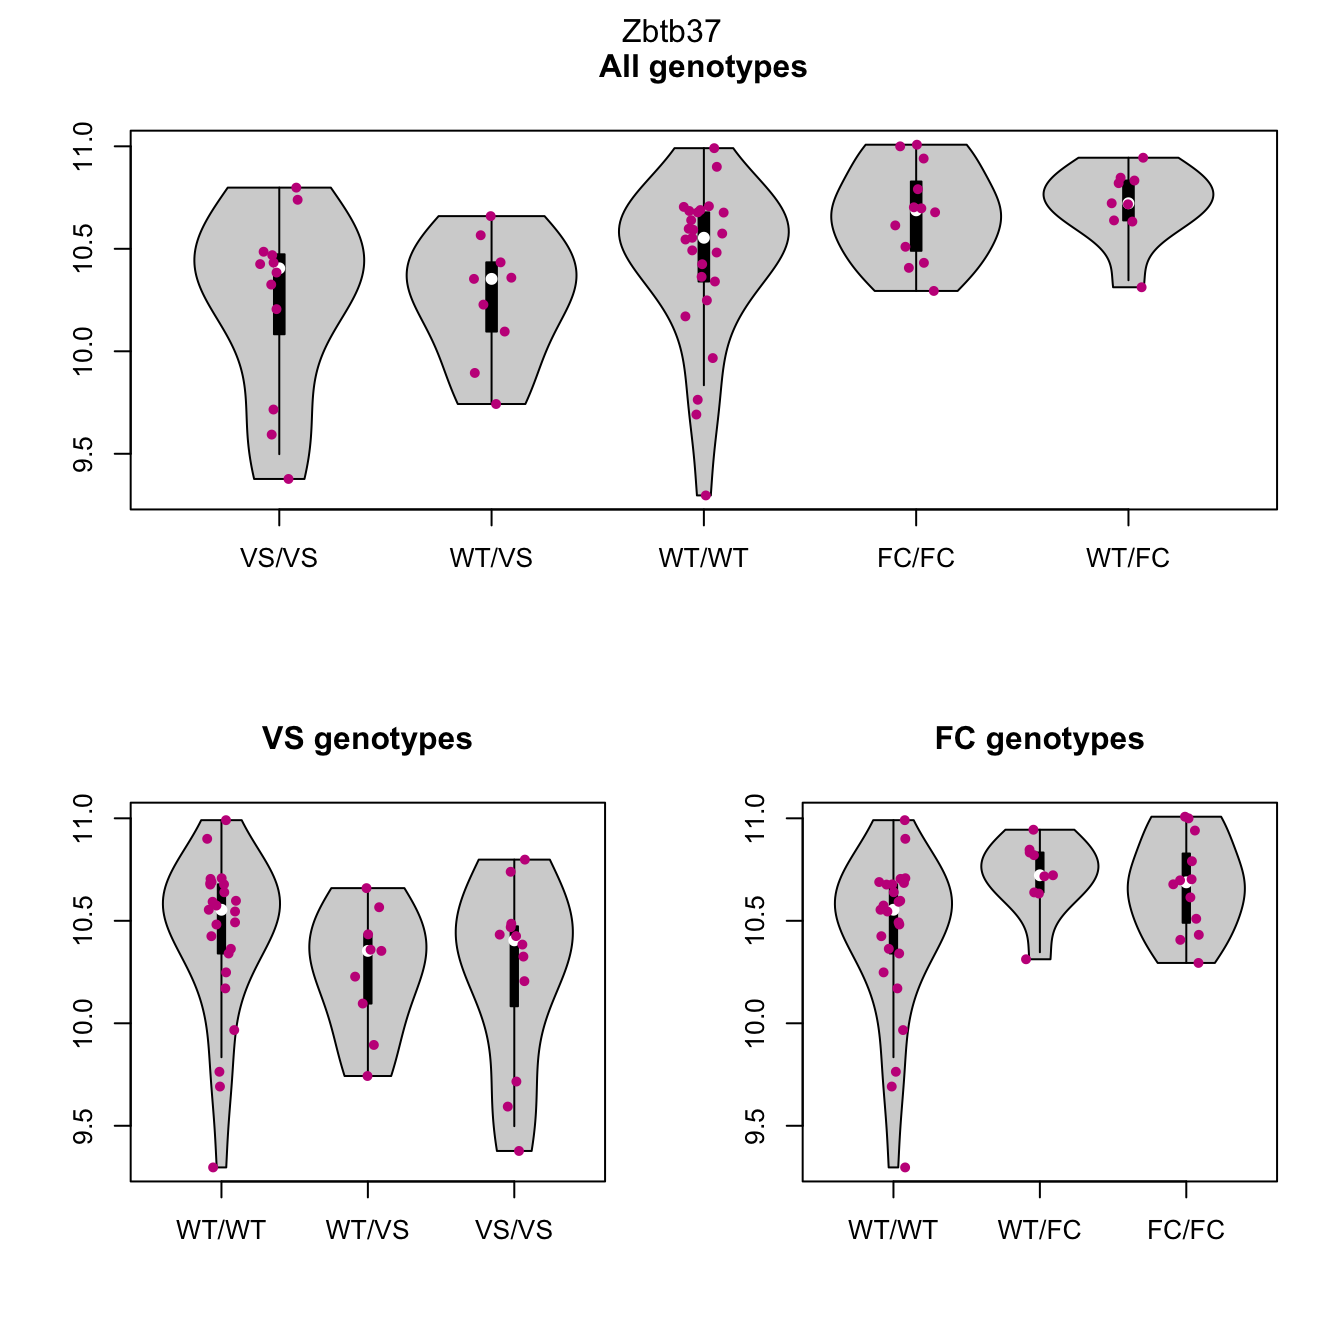 Zbtb37
All genotypes
11.0
10.5
10.0
9.5
VS/VS WT/VS WT/WT FC/FC WT/FC
VS genotypes
11.0
10.5
10.0
9.5
WT/WT WT/VS VS/VS
FC genotypes
11.0
10.5
10.0
9.5
WT/WT WT/FC FC/FC